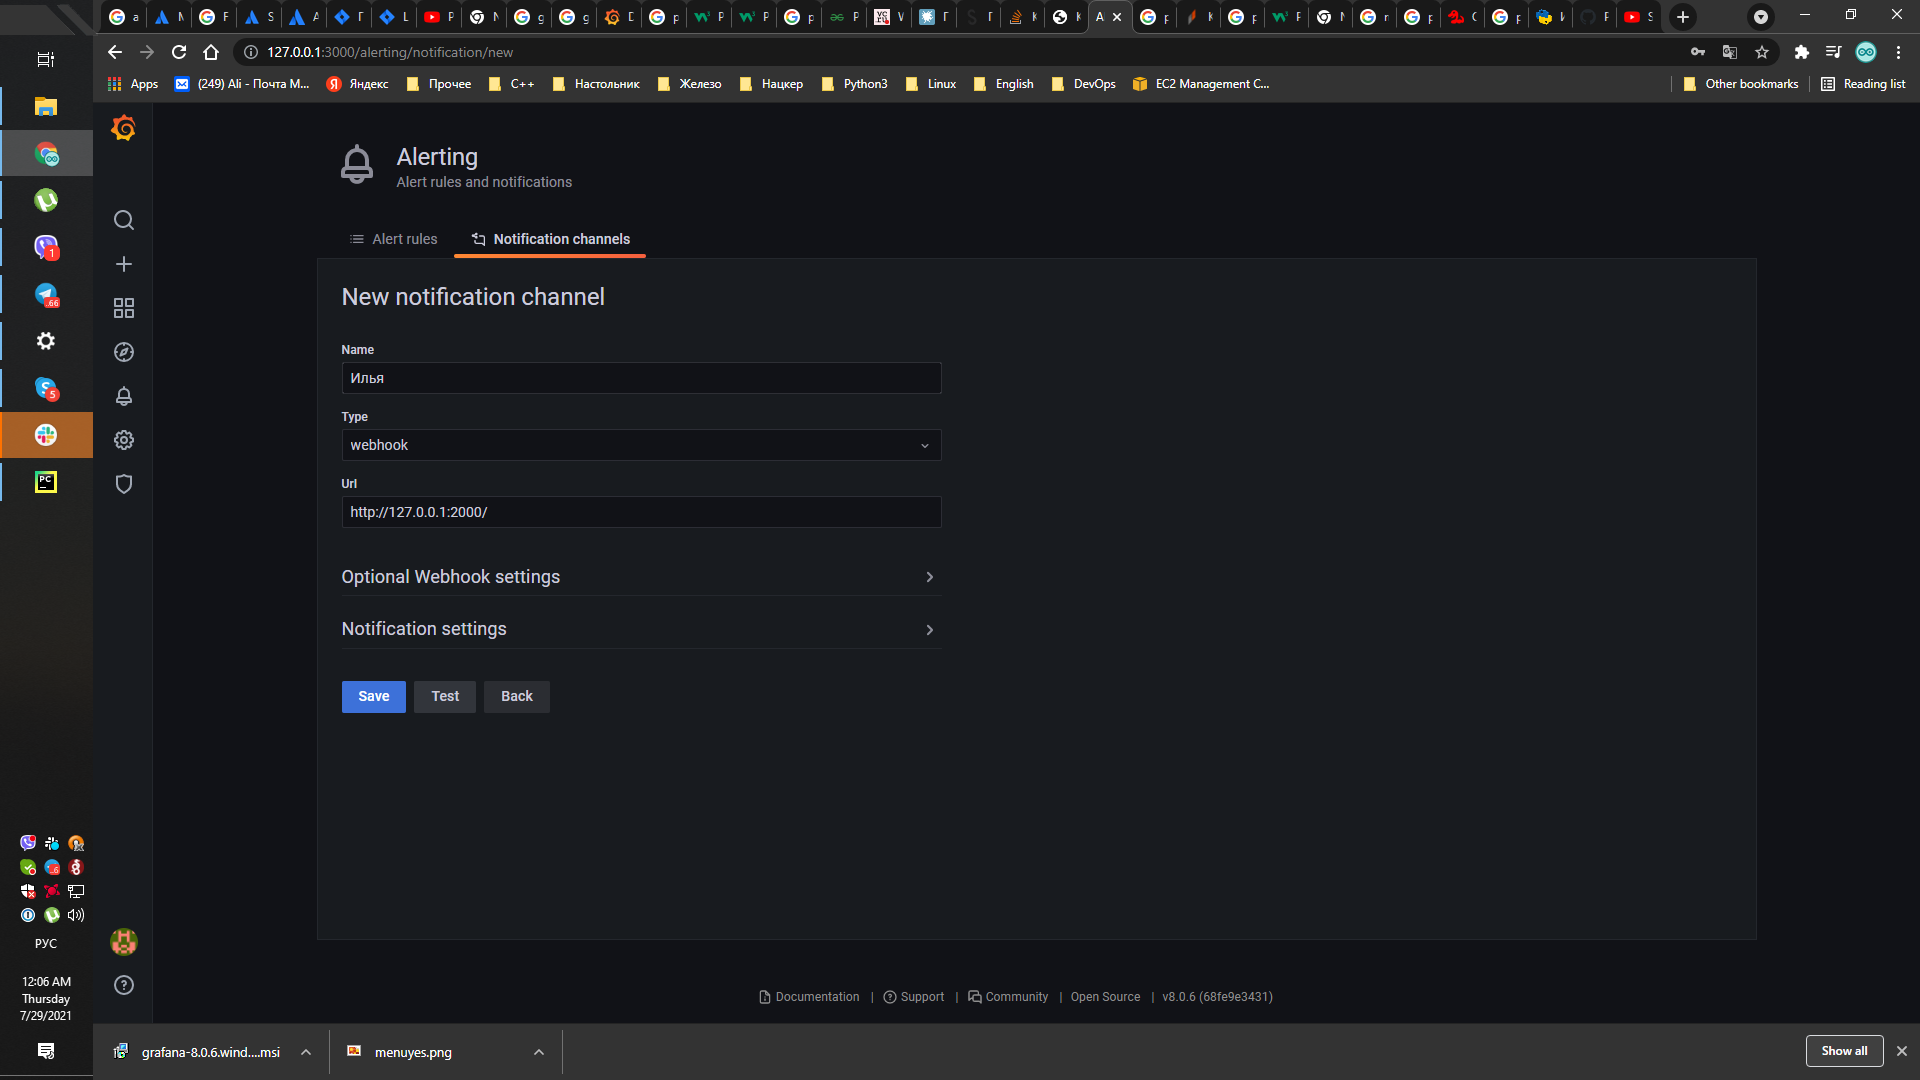 127.0.0.1:3000/alerting/notification/new
Apps
(249) Ali - Почта М...
Яндекс
Прочее
C++
Настольник
Железо
Нацкер
Python3
Linux
English
DevOps
EC2 Management C...
Other bookmarks
Reading list
Alerting
Alert rules and notifications
Alert rules
Notification channels
New notification channel
Name
Илья
Type
webhook
Url
http://127.0.0.1:2000/
Optional Webhook settings
Notification settings
Save
Test
Back
РУС
12:06 AM
Thursday
7/29/2021
Documentation | Support | Community | Open Source | v8.0.6 (68fe9e3431)
grafana-8.0.6.wind....msi
menuyes.png
Show all